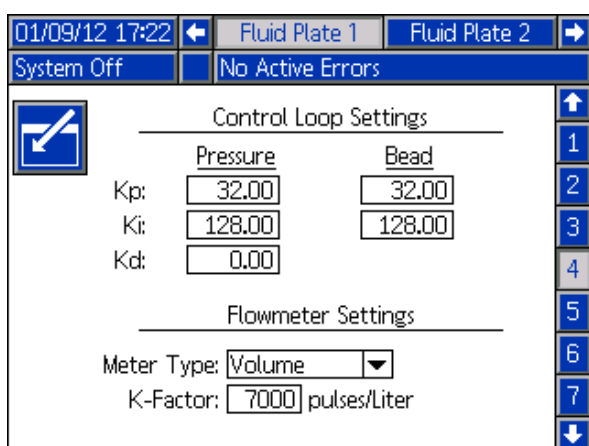 01/09/12 17:22 Fluid Plate 1 Fluid Plate 2
System Off No Active Errors
Control Loop Settings
Pressure Bead
Kp: 32.00 32.00
Ki: 128.00 128.00
Kd: 0.00
Flowmeter Settings
Meter Type: Volume
K-Factor: 7000 pulses/Liter
1
2
3
4
5
6
7